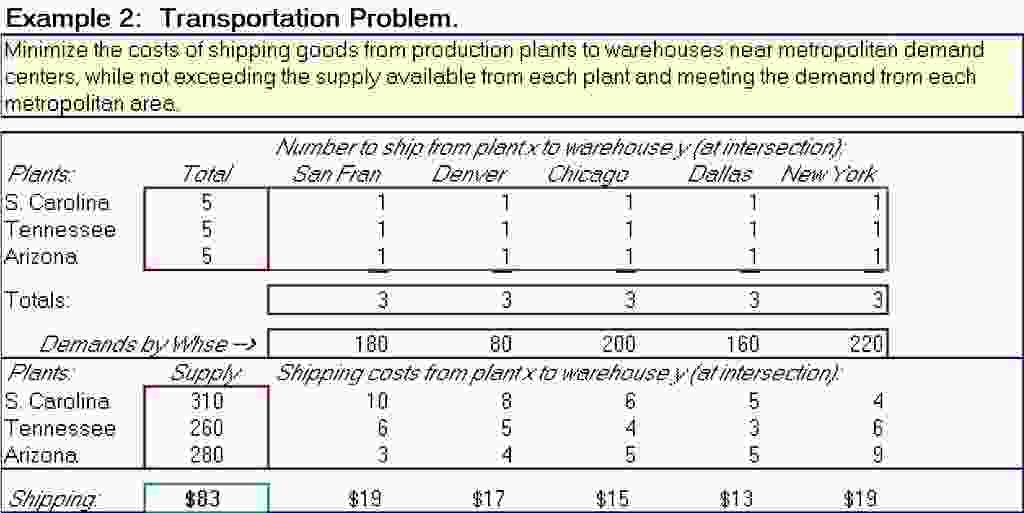 Example 2: Transportation Problem.
Minimize the costs of shipping goods from production plants to warehouses near metropolitan demand
centers, while not exceeding the supply available from each plant and meeting the demand from each
metropolitan area.
Number to ship from plant x to warehouse y (at intersection):
Plants: Total San Fran Denver Chicago Dallas New York
S. Carolina 5 1 1 1 1 1
Tennessee 5 1 1 1 1 1
Arizona 5 1 1 1 1 1
Totals: 3 3 3 3 3
Demands by Whse --> 180 80 200 160 220
Plants: Supply Shipping costs from plant x to warehouse y (at intersection):
S. Carolina 310 10 8 6 5 4
Tennessee 260 6 5 4 3 6
Arizona 280 3 4 5 5 9
Shipping: $83 $19 $17 $15 $13 $19